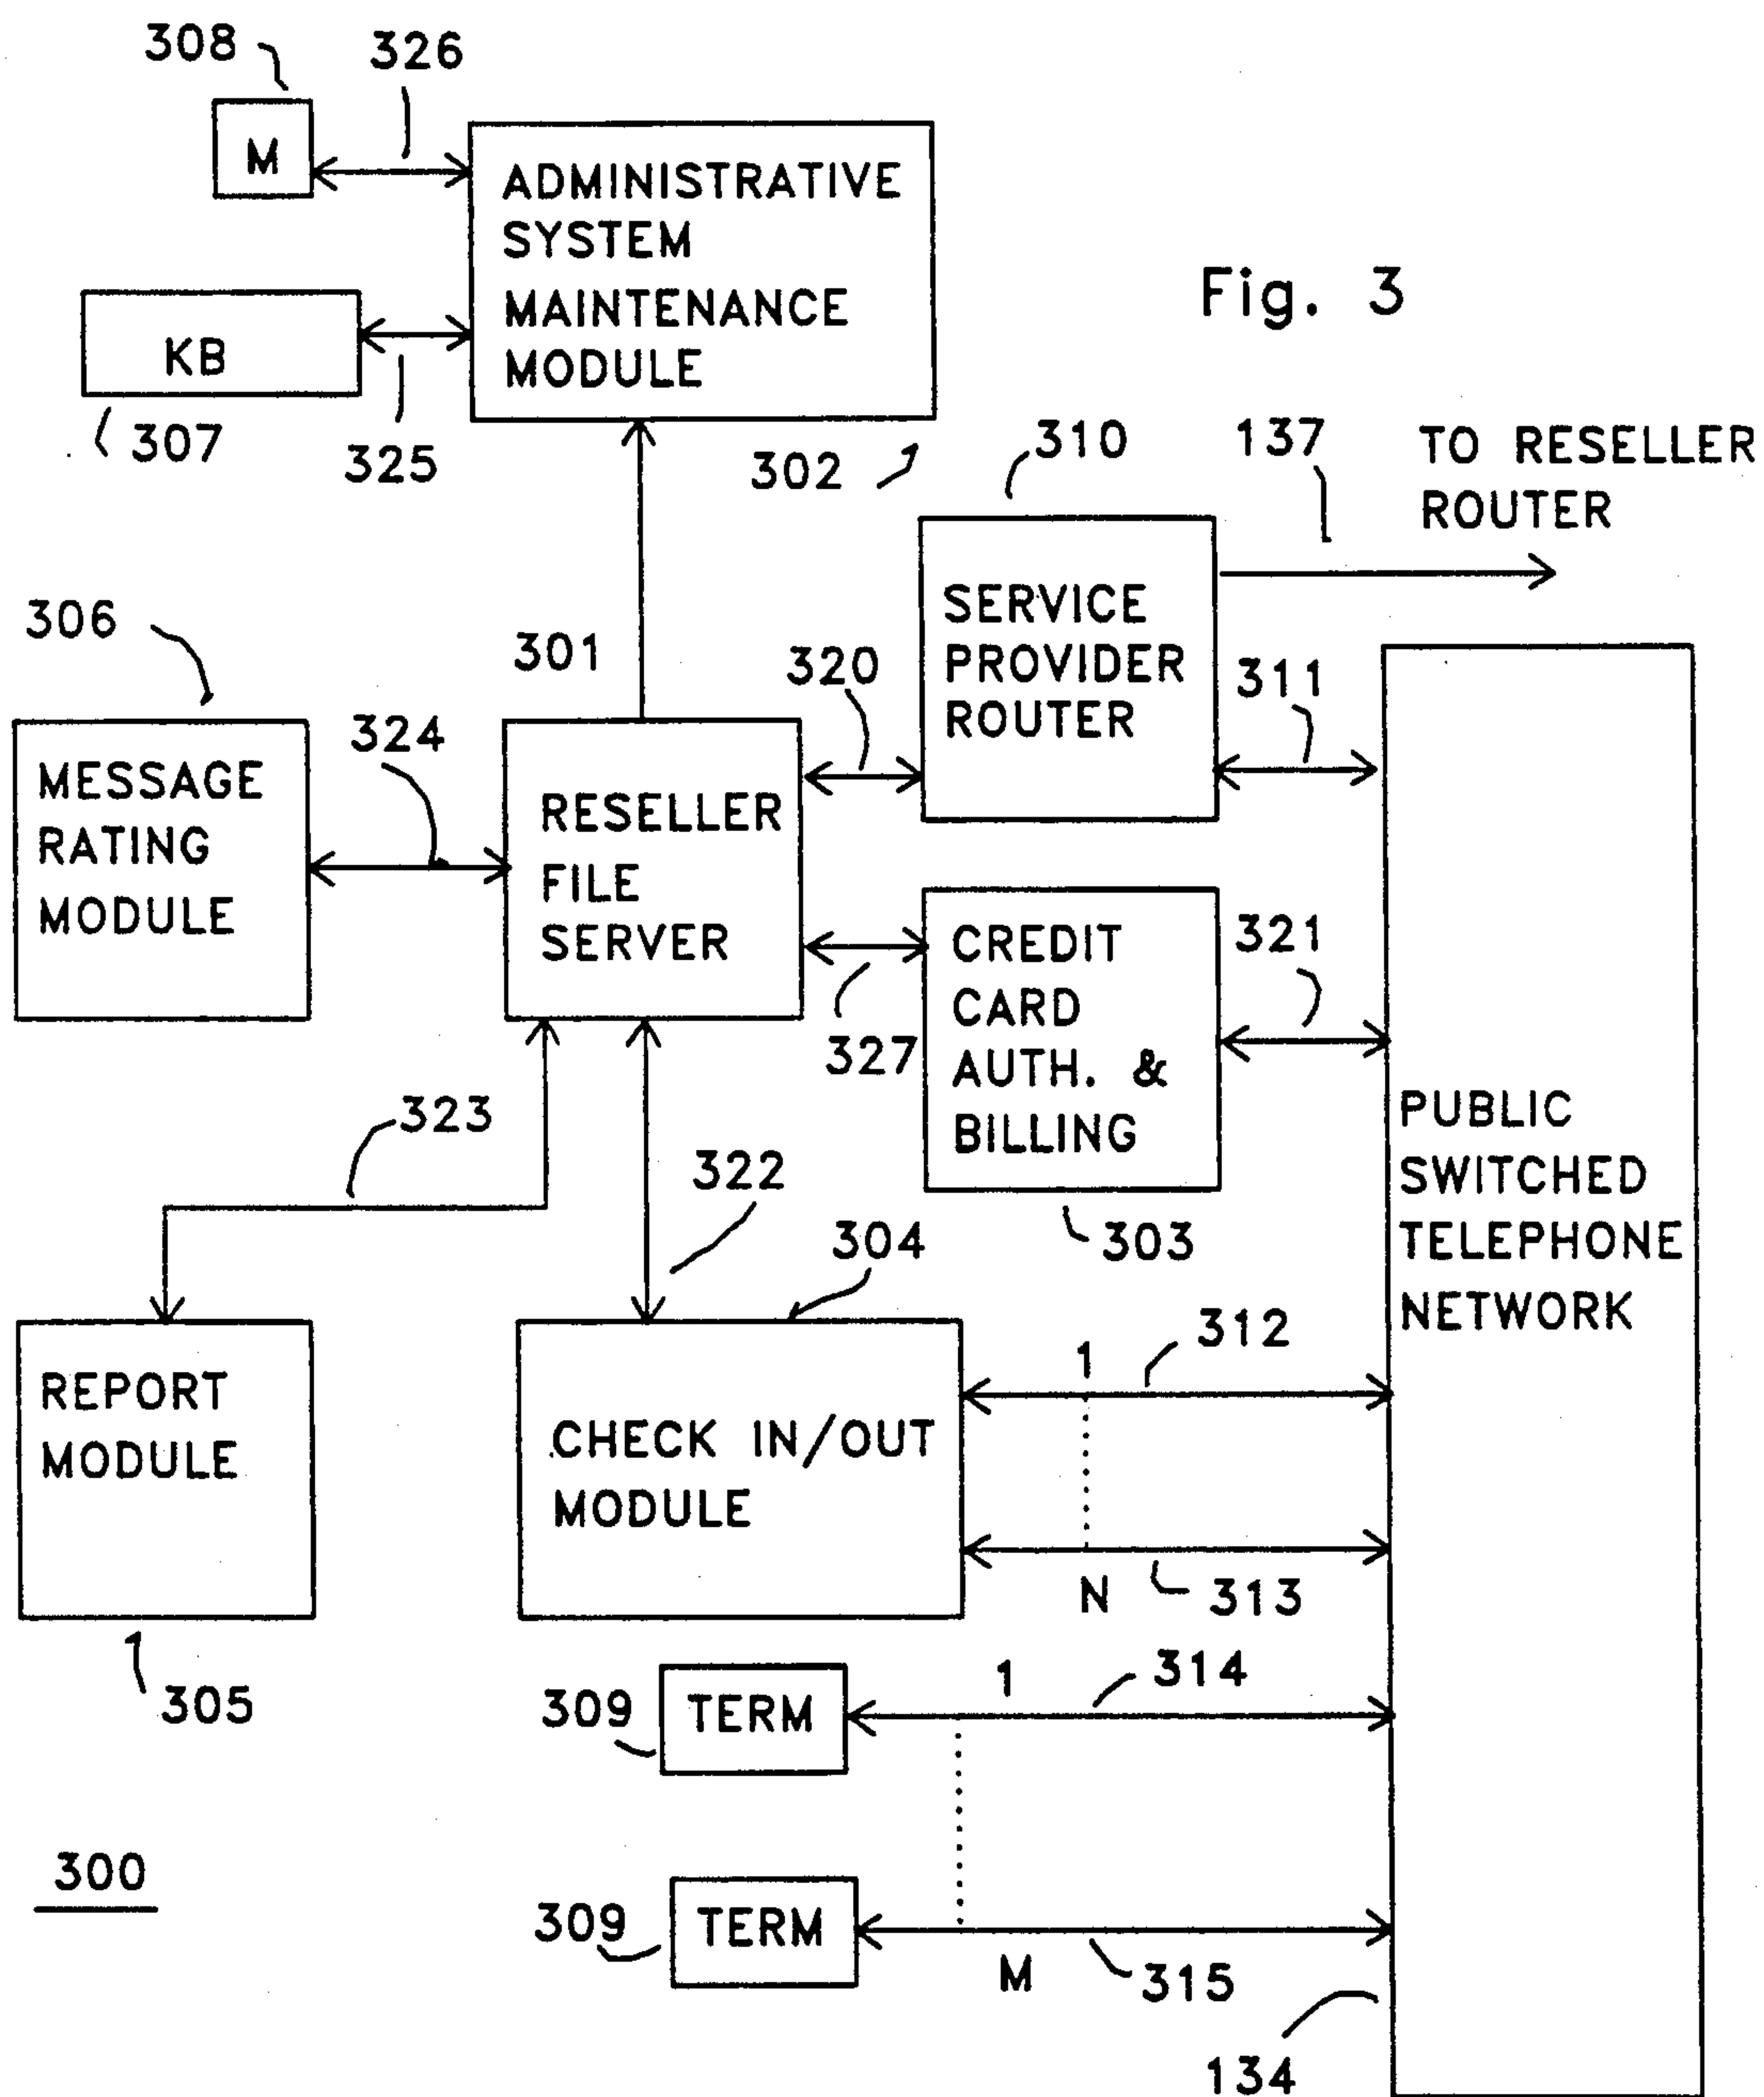 308
326
M
ADMINISTRATIVE
SYSTEM
MAINTENANCE
MODULE
Fig. 3
KB
307
325
302
310
137
TO RESELLER
ROUTER
306
301
320
SERVICE
PROVIDER
ROUTER
311
324
MESSAGE
RATING
MODULE
RESELLER
FILE
SERVER
CREDIT
CARD
AUTH. &
BILLING
321
327
323
322
303
304
PUBLIC
SWITCHED
TELEPHONE
NETWORK
REPORT
MODULE
CHECK IN/OUT
MODULE
1
312
N
313
305
309
TERM
1
314
300
309
TERM
M
315
134